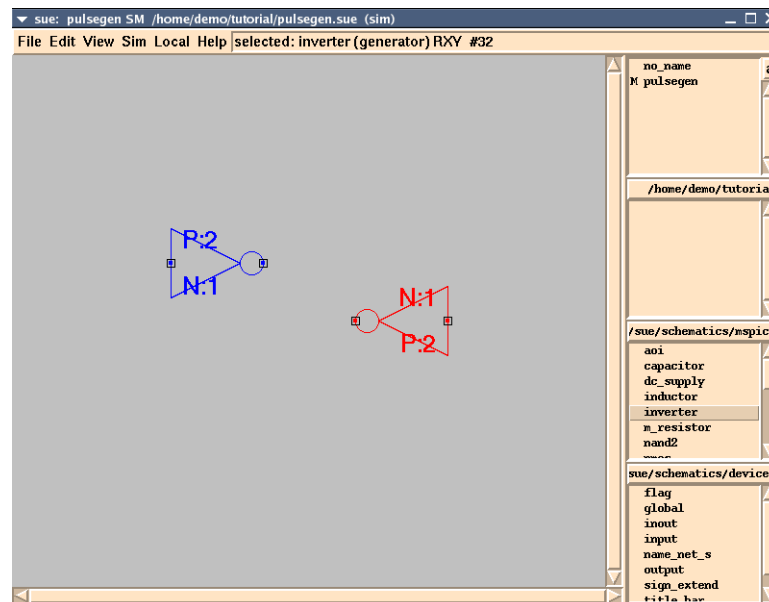 sue: pulsegen SM /home/demo/tutorial/pulsegen.sue (sim)
File Edit View Sim Local Help selected: inverter (generator) RXY #32
no_name
M pulsegen
/home/demo/tutoria
P:2
N:1
N:1
P:2
/sue/schematics/mspic
aoi
capacitor
dc_supply
inductor
inverter
m_resistor
nand2
sue/schematics/device
flag
global
inout
input
name_net_s
output
sign_extend
title_bar